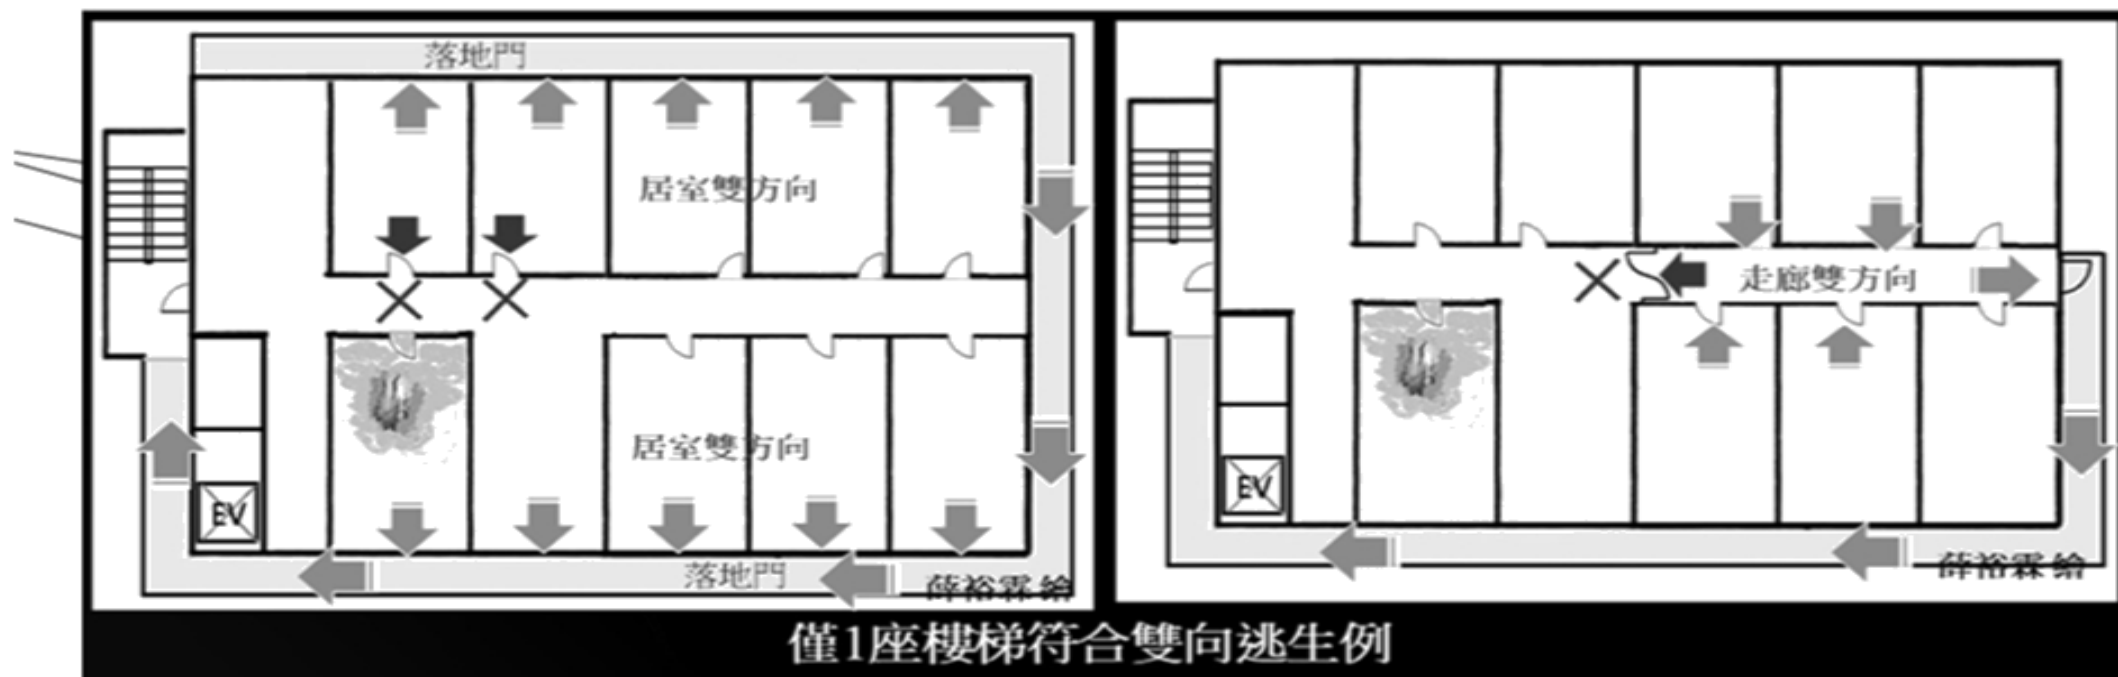 落地門
居室雙方向
居室雙方向
EV
落地門
薛裕霖 繪
走廊雙方向
EV
薛裕霖 繪
僅1座樓梯符合雙向逃生例